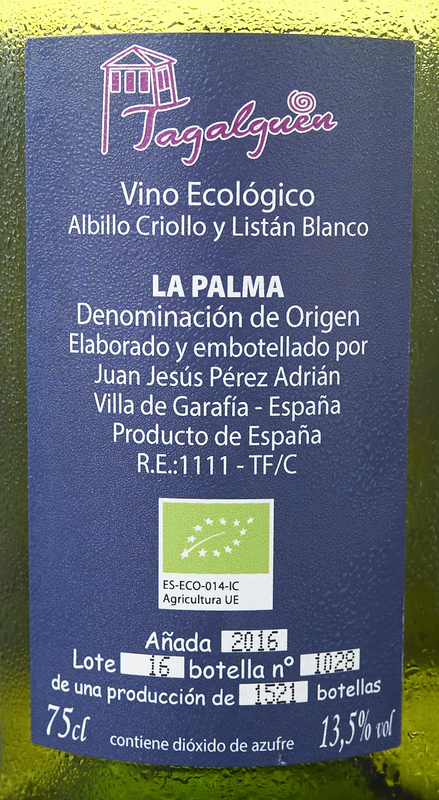 Tagalguén
Vino Ecológico
Albillo Criollo y Listán Blanco
LA PALMA
Denominación de Origen
Elaborado y embotellado por
Juan Jesús Pérez Adrián
Villa de Garafía - España
Producto de España
R.E.:1111 - TF/C
ES-ECO-014-IC
Agricultura UE
Añada 2016
Lote 16 botella nº 1028
de una producción de 1521 botellas
75cl contiene dióxido de azufre 13,5% vol